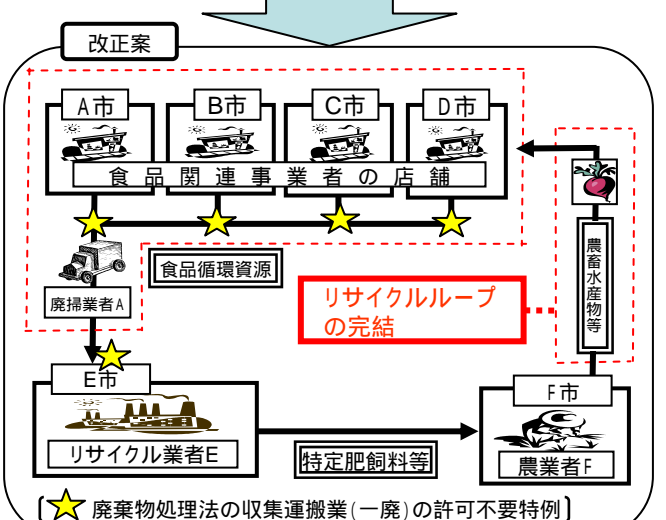 改正案
A市
B市
C市
D市
食品関連事業者の店舗
食品循環資源
廃掃業者A
農畜水産物等
リサイクルループ
の完結
E市
リサイクル業者E
特定肥飼料等
F市
農業者F
〔☆ 廃棄物処理法の収集運搬業(一廃)の許可不要特例〕